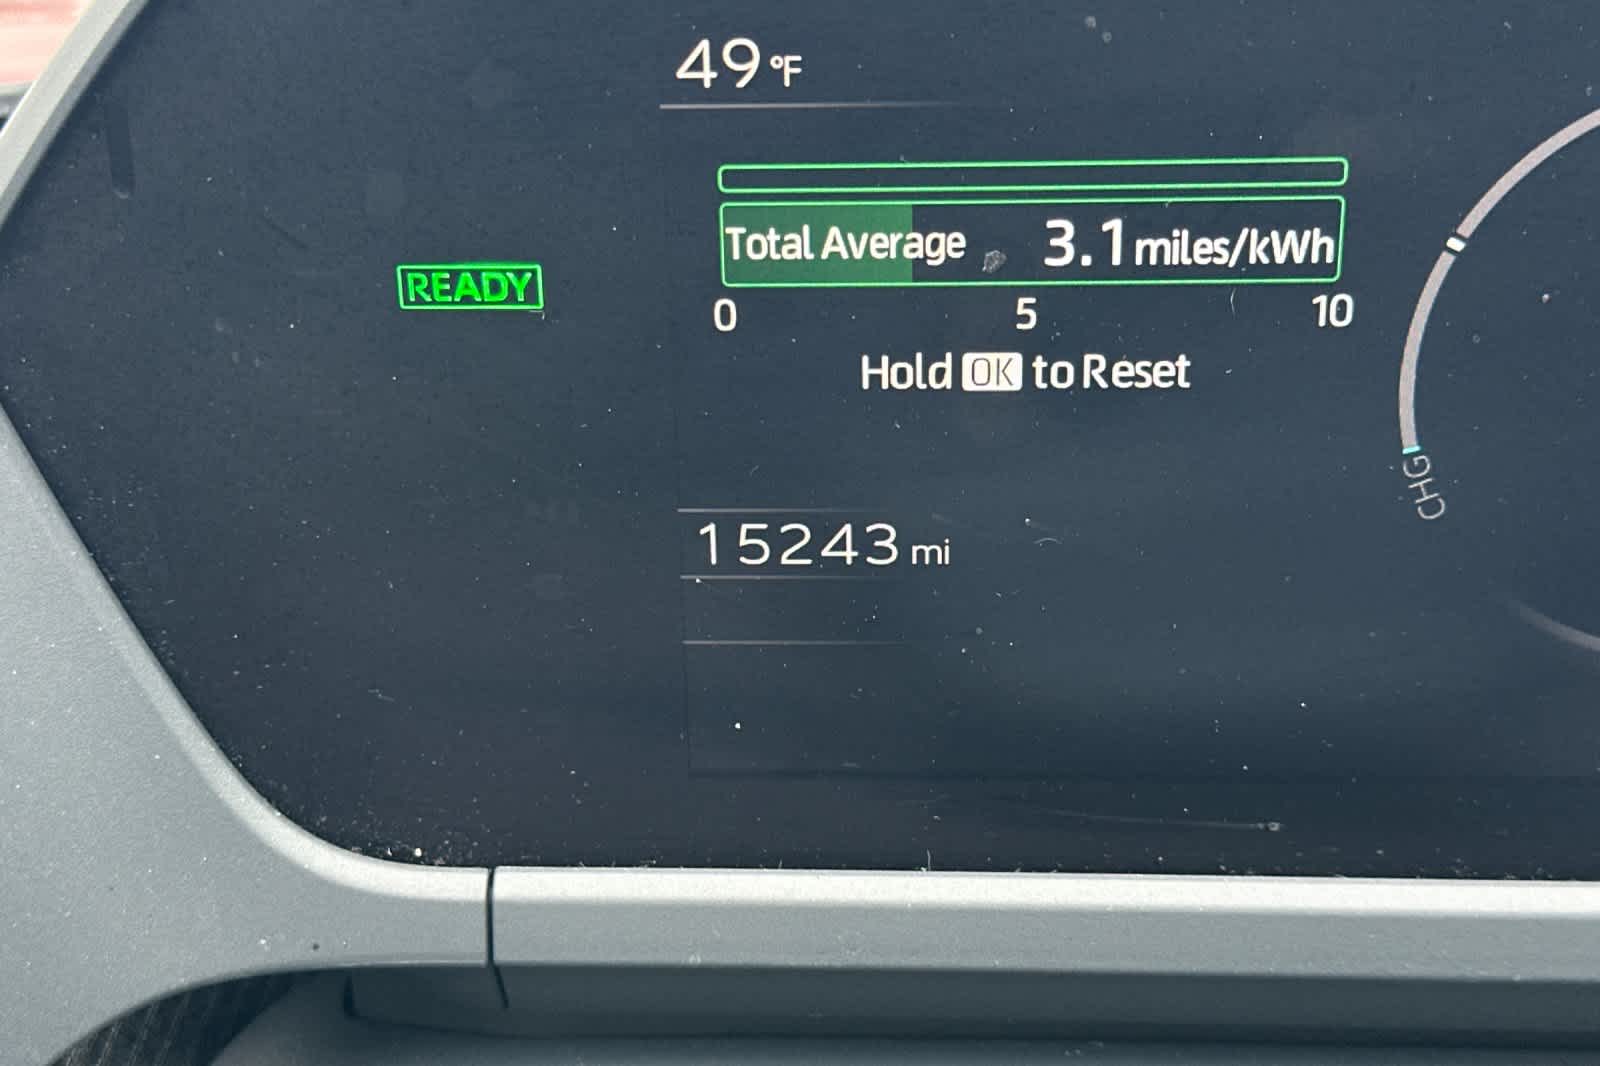 49°F
READY
Total Average 3.1 miles/kWh
0 5 10
Hold OK to Reset
CHG
15243 mi